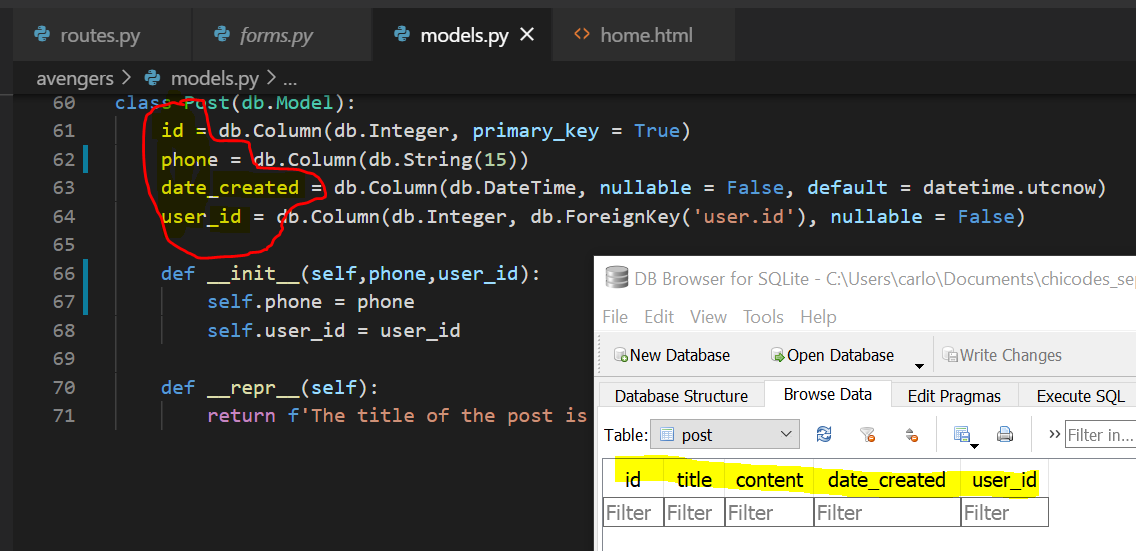 routes.py forms.py models.py × home.html
avengers > models.py > ...
60 class Post(db.Model):
61 id = db.Column(db.Integer, primary_key = True)
62 phone = db.Column(db.String(15))
63 date_created = db.Column(db.DateTime, nullable = False, default = datetime.utcnow)
64 user_id = db.Column(db.Integer, db.ForeignKey('user.id'), nullable = False)
65
66 def __init__(self,phone,user_id):
67 self.phone = phone
68 self.user_id = user_id
69
70 def __repr__(self):
71 return f'The title of the post is
DB Browser for SQLite - C:\Users\carlo\Documents\chicodes_se
File Edit View Tools Help
New Database Open Database Write Changes
Database Structure Browse Data Edit Pragmas Execute SQL
Table: post >> Filter in...
id title content date_created user_id
Filter Filter Filter Filter Filter